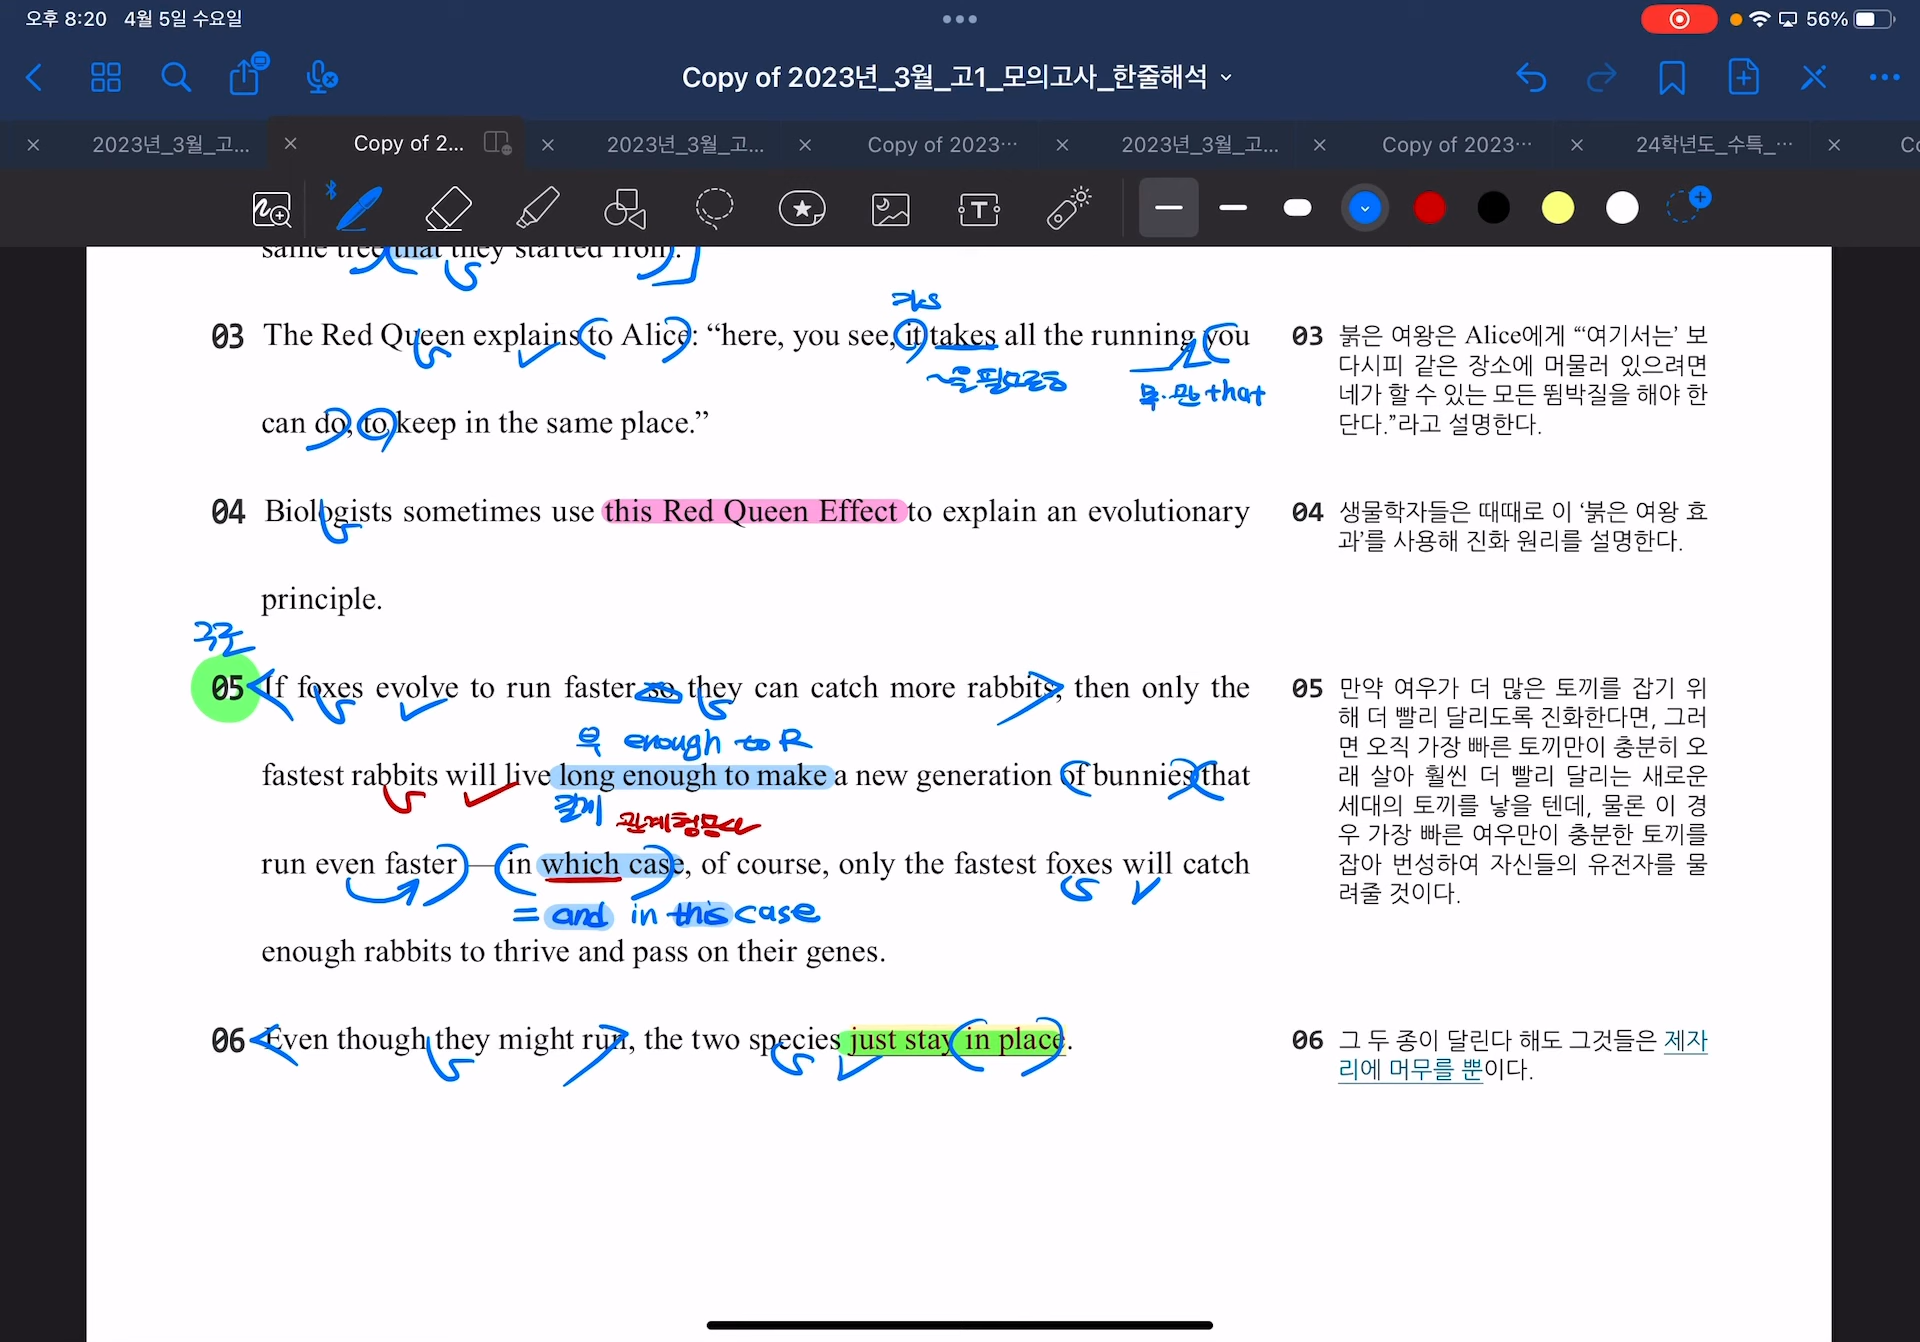 오후 8:20 4월 5일 수요일
56%
Copy of 2023년_3월_고1_모의고사_한줄해석
2023년_3월_고...
Copy of 2...
2023년_3월_고...
Copy of 2023...
2023년_3월_고...
Copy of 2023...
24학년도_수특_...
same tree that they started from.
03 The Red Queen explains to Alice: “here, you see, it takes all the running you
~을 필요로 함
목·관 that
can do, to keep in the same place.”
04 Biologists sometimes use this Red Queen Effect to explain an evolutionary
principle.
05 If foxes evolve to run faster so they can catch more rabbits, then only the
부 enough to R
fastest rabbits will live long enough to make a new generation of bunnies that
길게
관계형용사
run even faster—in which case, of course, only the fastest foxes will catch
= and in this case
enough rabbits to thrive and pass on their genes.
06 Even though they might run, the two species just stay in place.
03 붉은 여왕은 Alice에게 “‘여기서는’ 보
다시피 같은 장소에 머물러 있으려면
네가 할 수 있는 모든 뜀박질을 해야 한
단다.”라고 설명한다.
04 생물학자들은 때때로 이 ‘붉은 여왕 효
과’를 사용해 진화 원리를 설명한다.
05 만약 여우가 더 많은 토끼를 잡기 위
해 더 빨리 달리도록 진화한다면, 그러
면 오직 가장 빠른 토끼만이 충분히 오
래 살아 훨씬 더 빨리 달리는 새로운
세대의 토끼를 낳을 텐데, 물론 이 경
우 가장 빠른 여우만이 충분한 토끼를
잡아 번성하여 자신들의 유전자를 물
려줄 것이다.
06 그 두 종이 달린다 해도 그것들은 제자
리에 머무를 뿐이다.